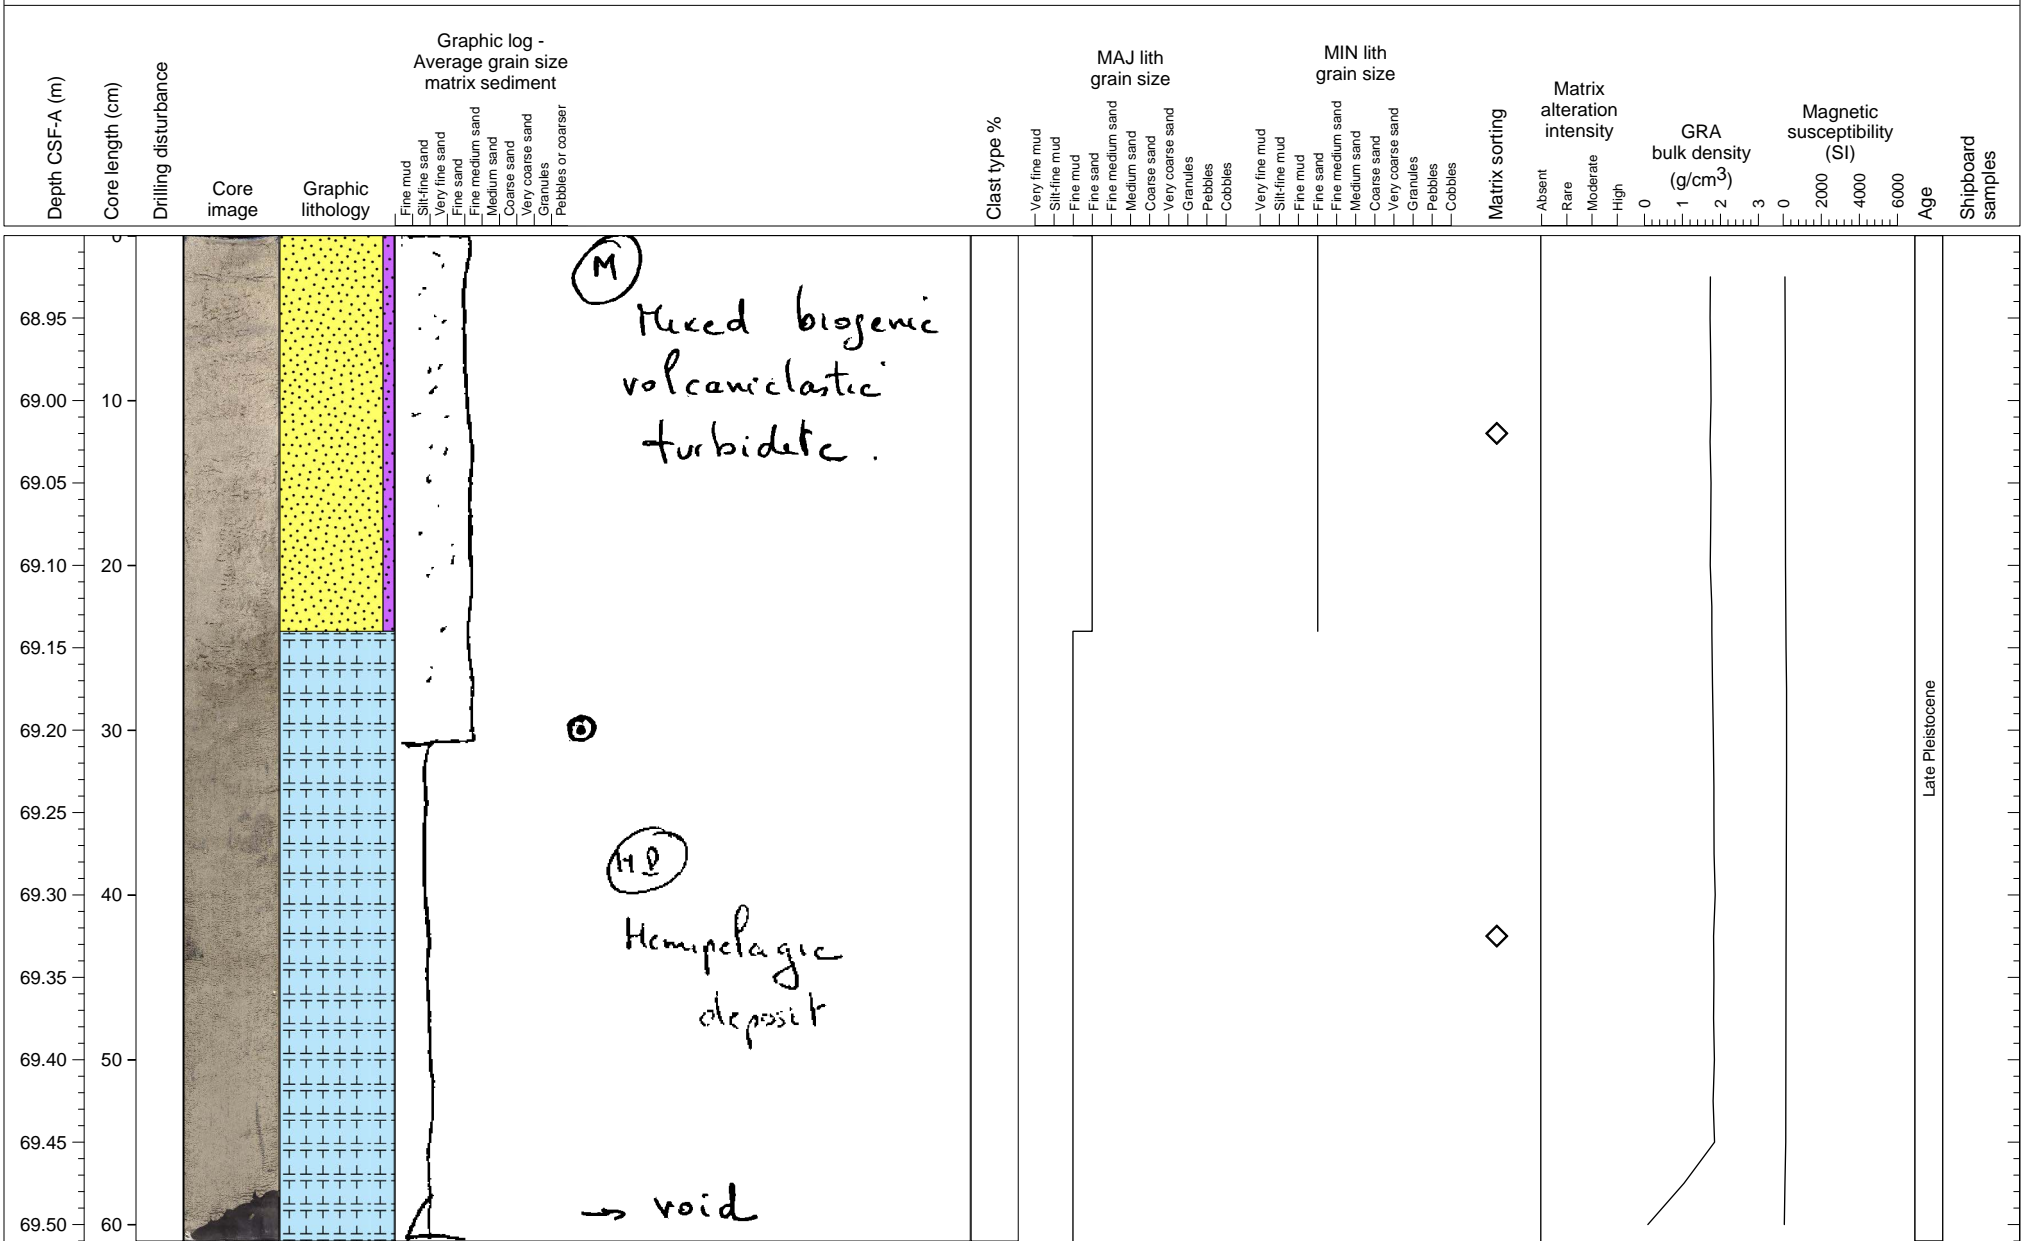 Graphic log -
Average grain size
matrix sediment
MAJ lith
grain size
MIN lith
grain size
Matrix
alteration
intensity
GRA
bulk density
(g/cm3)
Magnetic
susceptibility
(SI)
Depth CSF-A (m)
Core length (cm)
Drilling disturbance
Core
image
Graphic
lithology
Fine mud
Silt-fine sand
Very fine sand
Fine sand
Fine medium sand
Medium sand
Coarse sand
Very coarse sand
Granules
Pebbles or coarser
Clast type %
Very fine mud
Silt-fine mud
Fine mud
Fine sand
Fine medium sand
Medium sand
Coarse sand
Very coarse sand
Granules
Pebbles
Cobbles
Very fine mud
Silt-fine mud
Fine mud
Fine sand
Fine medium sand
Medium sand
Coarse sand
Very coarse sand
Granules
Pebbles
Cobbles
Matrix sorting
Absent
Rare
Moderate
High
0 1 2 3
0 2000 4000 6000
Age
Shipboard
samples
0
M
Mixed biogenic
68.95
volcaniclastic
69.00 10
turbidite.
69.05
69.10 20
69.15
69.20 30
Late Pleistocene
69.25
HD
69.30 40
Hemipelagic
69.35
deposit
69.40 50
69.45
→ void
69.50 60